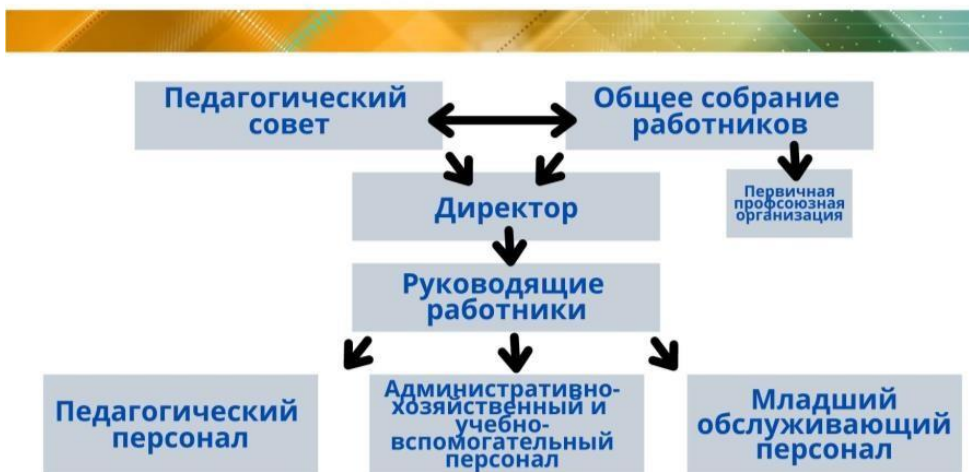 Педагогический
совет
Общее собрание
работников
Первичная
профсоюзная
организация
Директор
Руководящие
работники
Педагогический
персонал
Административно-
хозяйственный и
учебно-
вспомогательный
персонал
Младший
обслуживающий
персонал